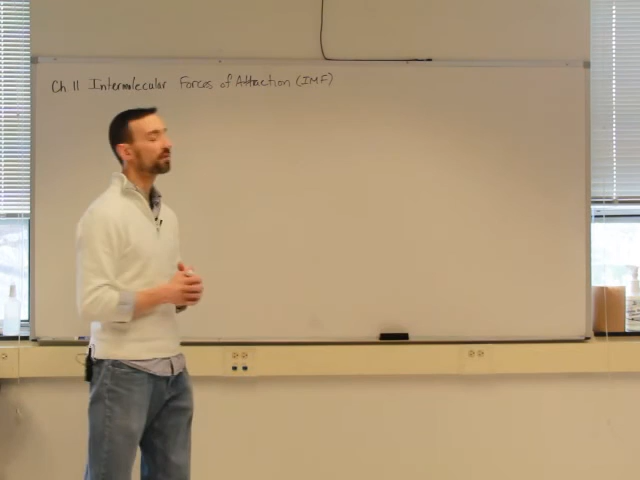 Ch 11 Intermolecular Forces of Attraction (IMF)